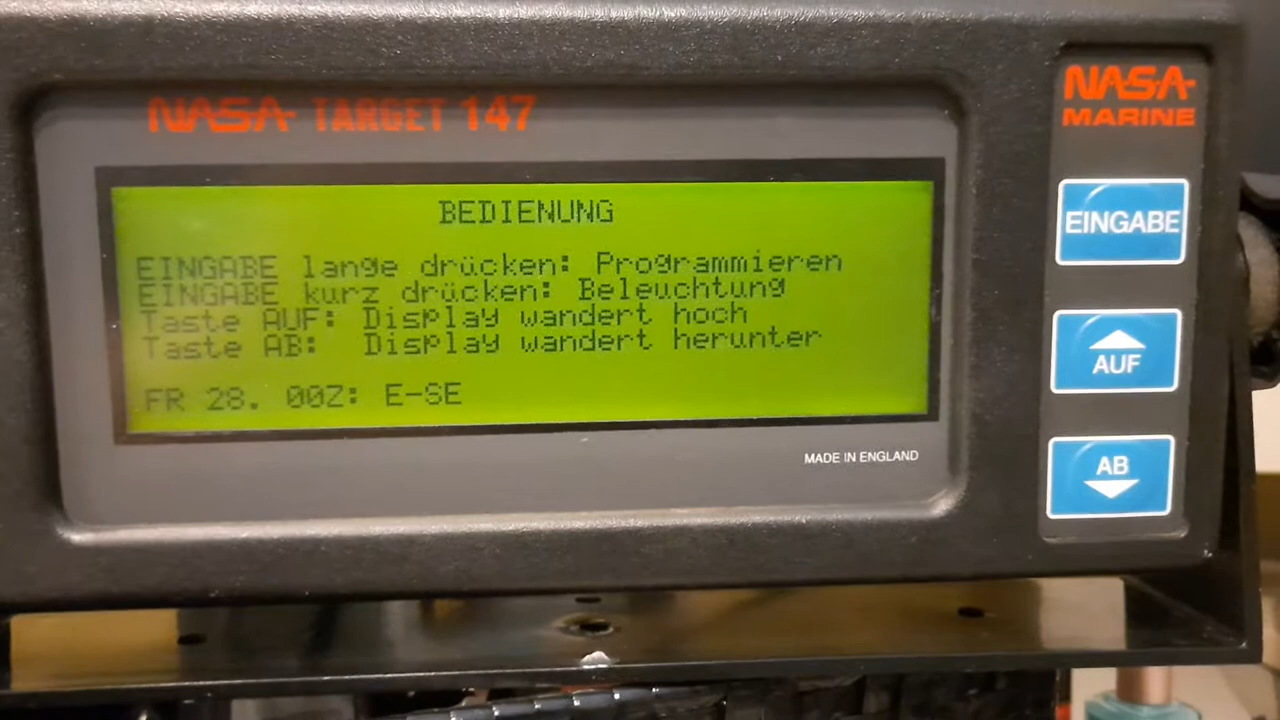 NASA TARGET 147
BEDIENUNG
EINGABE lange drücken: Programmieren
EINGABE kurz drücken: Beleuchtung
Taste AUF: Display wandert hoch
Taste AB: Display wandert herunter
FR 28. 00Z: E-SE
MADE IN ENGLAND
NASA
MARINE
EINGABE
AUF
AB